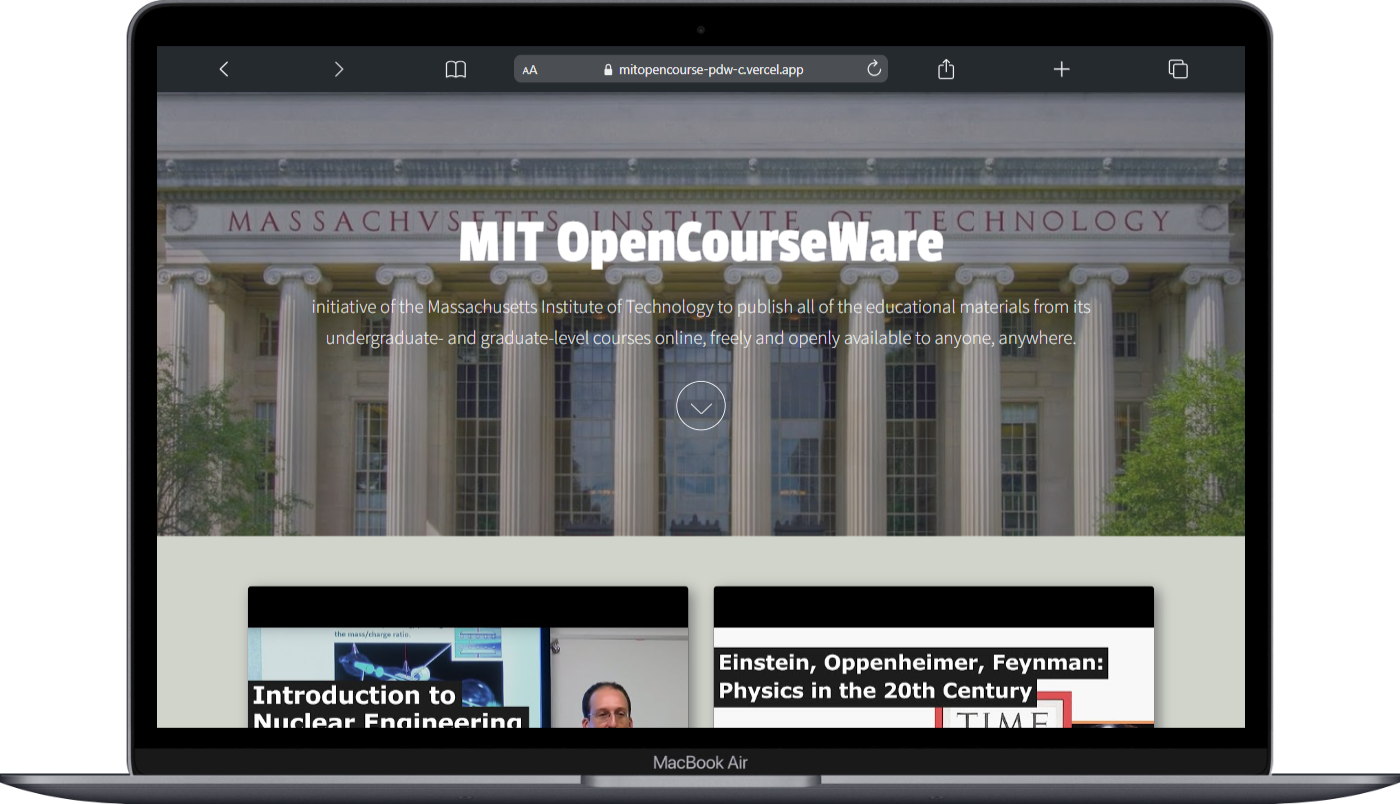 AA
mitopencourse-pdw-c.vercel.app
MASSACHVSETTS INSTITVTE OF TECHNOLOGY
MIT OpenCourseWare
initiative of the Massachusetts Institute of Technology to publish all of the educational materials from its
undergraduate- and graduate-level courses online, freely and openly available to anyone, anywhere.
the mass/charge ratio.
Introduction to
Nuclear Engineering
Einstein, Oppenheimer, Feynman:
Physics in the 20th Century
TIME
MacBook Air